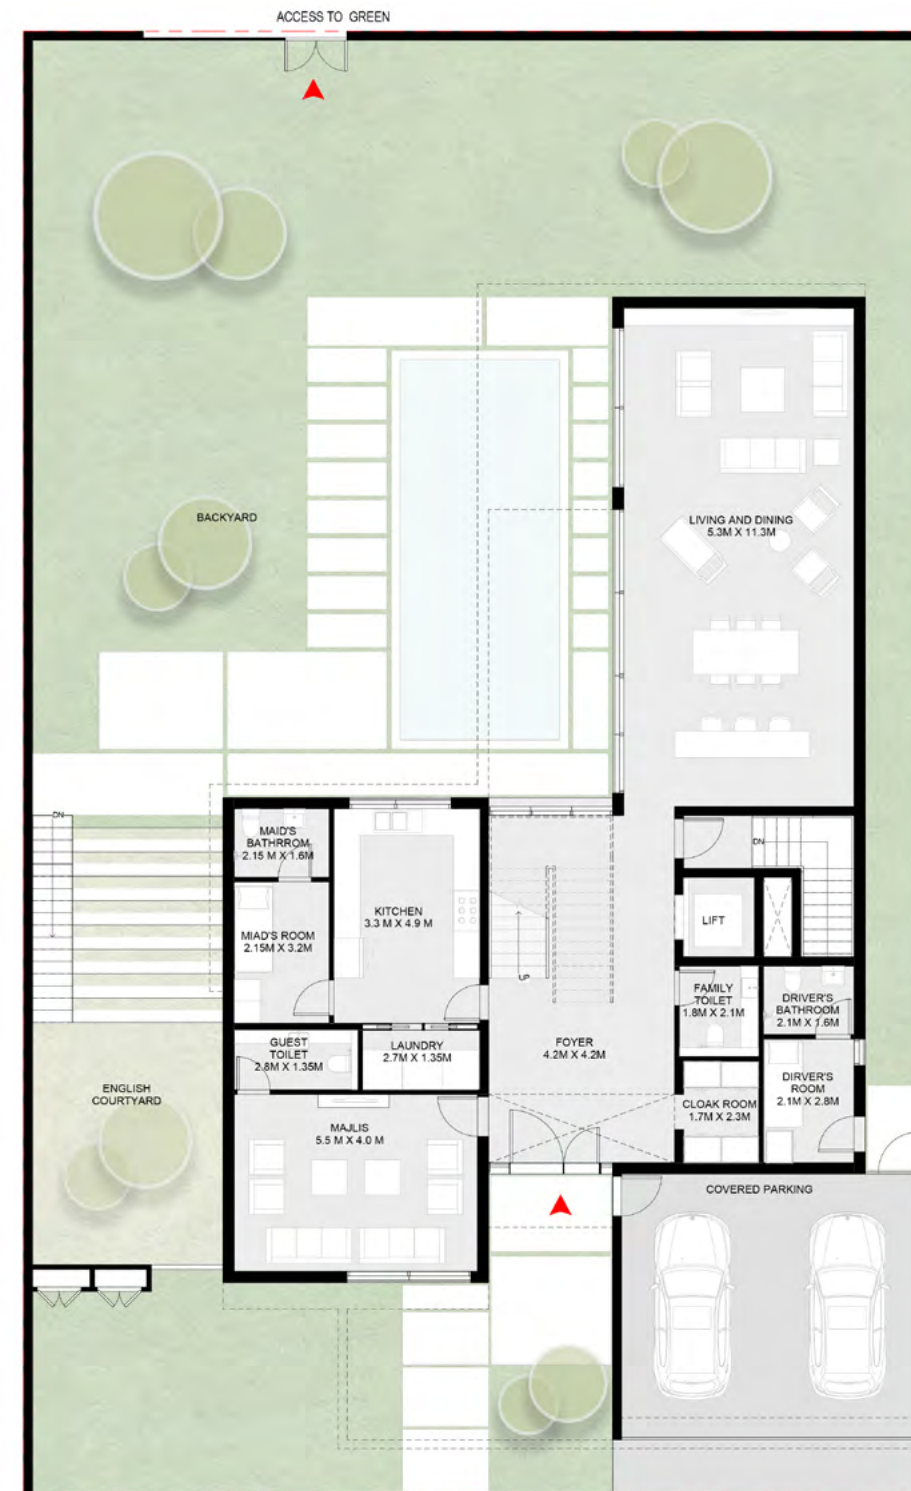 ACCESS TO GREEN
BACKYARD
LIVING AND DINING
5.3M X 11.3M
DN
MAID'S
BATHRROM
2.15 M X 1.6M
DN
KITCHEN
3.3 M X 4.9 M
LIFT
MIAD'S ROOM
2.15M X 3.2M
UP
FAMILY
TOILET
1.8M X 2.1M
DRIVER'S
BATHROOM
2.1M X 1.6M
GUEST
TOILET
2.8M X 1.35M
LAUNDRY
2.7M X 1.35M
FOYER
4.2M X 4.2M
DIRVER'S
ROOM
2.1M X 2.8M
ENGLISH
COURTYARD
CLOAK ROOM
1.7M X 2.3M
MAJLIS
5.5 M X 4.0 M
COVERED PARKING